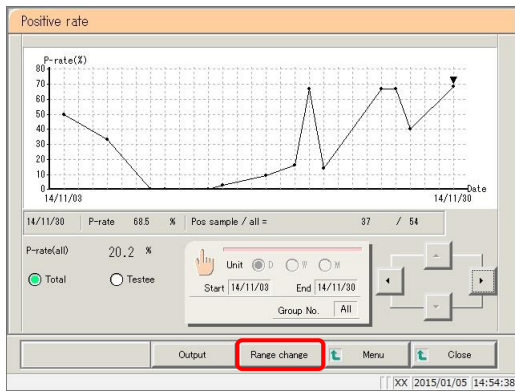 Positive rate
P-rate(%)
80
70
60
50
40
30
20
10
0
Date
14/11/03 14/11/30
14/11/30 P-rate 68.5 % Pos sample / all = 37 / 54
P-rate(all) 20.2 %
Total Testee
Unit D W M
Start 14/11/03 End 14/11/30
Group No. All
Output Range change Menu Close
XX 2015/01/05 14:54:38